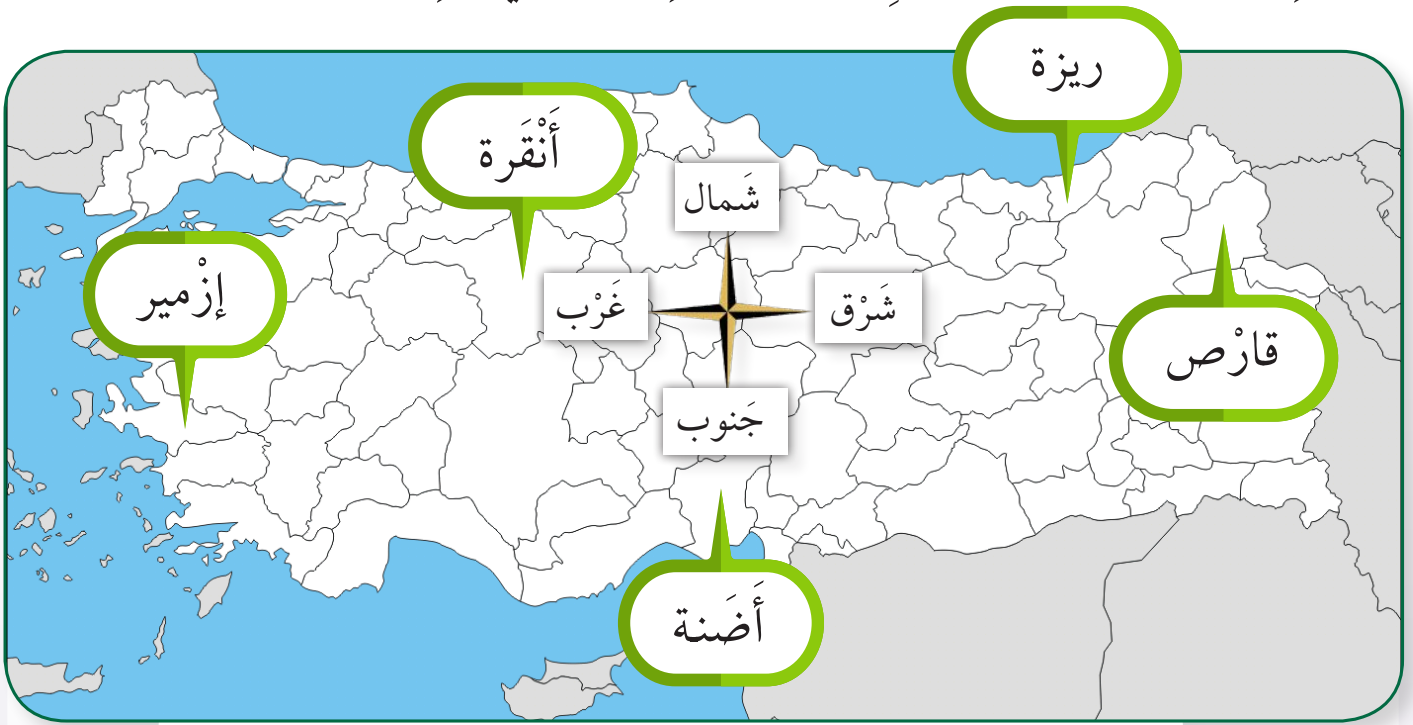 ريزة
أَنْقَرة
شَمال
إزْمير
غَرْب
شَرْق
قارْص
جَنوب
أَضَنة